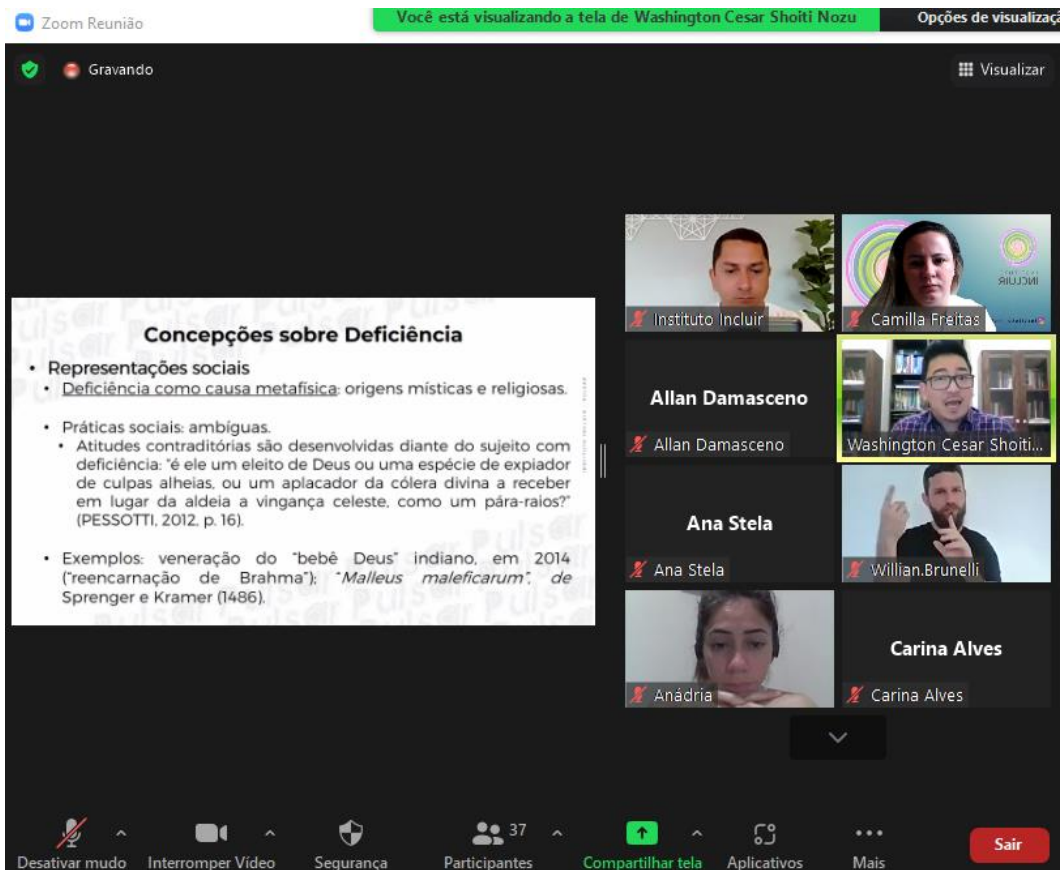 Zoom Reunião
Você está visualizando a tela de Washington Cesar Shoiti Nozu
Opções de visualizaçã
Gravando
Visualizar
Concepções sobre Deficiência
• Representações sociais
• Deficiência como causa metafísica: origens místicas e religiosas.
• Práticas sociais: ambíguas.
• Atitudes contraditórias são desenvolvidas diante do sujeito com
deficiência: "é ele um eleito de Deus ou uma espécie de expiador
de culpas alheias, ou um aplacador da cólera divina a receber
em lugar da aldeia a vingança celeste, como um pára-raios?"
(PESSOTTI, 2012, p. 16).
• Exemplos: veneração do "bebê Deus" indiano, em 2014
("reencarnação de Brahma"); "Malleus maleficarum", de
Sprenger e Kramer (1486).
Instituto Incluir
INCLUIR
Camilla Freitas
Allan Damasceno
Allan Damasceno
Washington Cesar Shoiti...
Ana Stela
Ana Stela
Willian.Brunelli
Anádria
Carina Alves
Carina Alves
Desativar mudo
Interromper Vídeo
Segurança
37
Participantes
Compartilhar tela
Aplicativos
Mais
Sair